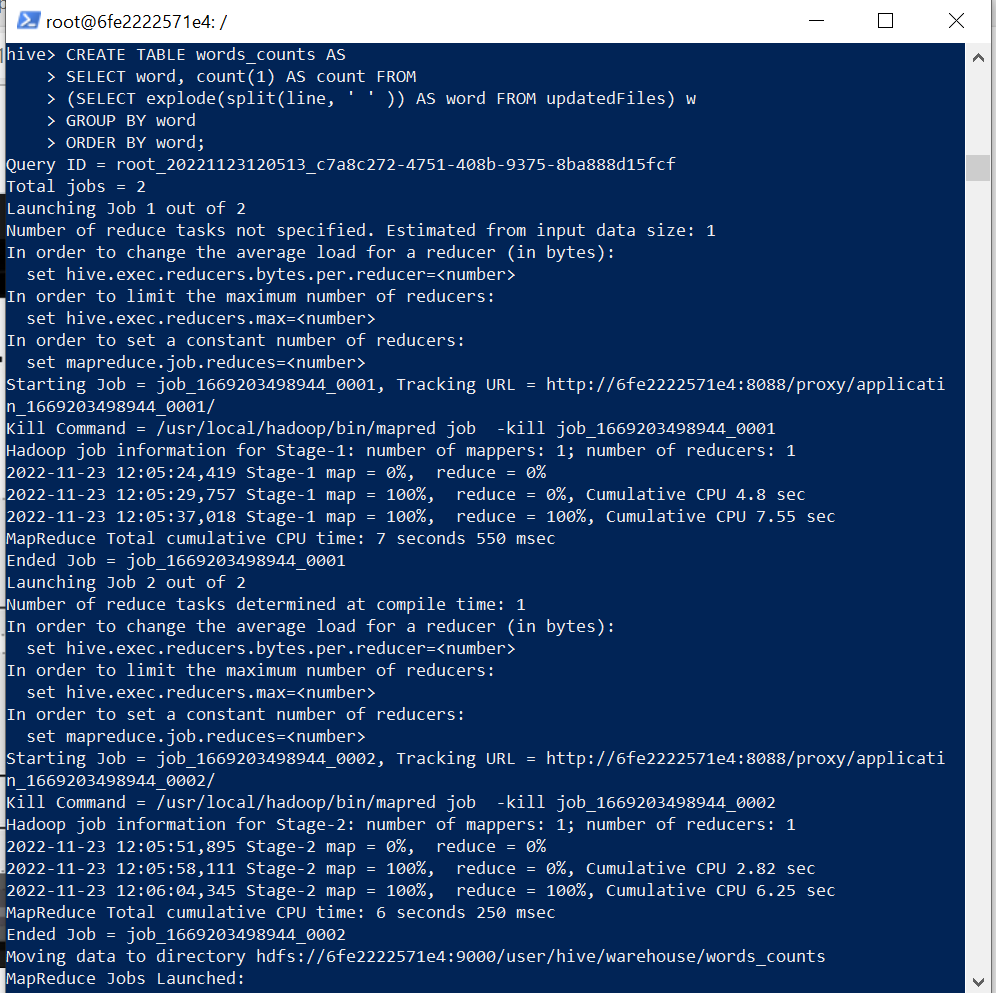 root@6fe2222571e4: /
hive> CREATE TABLE words_counts AS
    > SELECT word, count(1) AS count FROM
    > (SELECT explode(split(line, ' ' )) AS word FROM updatedFiles) w
    > GROUP BY word
    > ORDER BY word;
Query ID = root_20221123120513_c7a8c272-4751-408b-9375-8ba888d15fcf
Total jobs = 2
Launching Job 1 out of 2
Number of reduce tasks not specified. Estimated from input data size: 1
In order to change the average load for a reducer (in bytes):
  set hive.exec.reducers.bytes.per.reducer=<number>
In order to limit the maximum number of reducers:
  set hive.exec.reducers.max=<number>
In order to set a constant number of reducers:
  set mapreduce.job.reduces=<number>
Starting Job = job_1669203498944_0001, Tracking URL = http://6fe2222571e4:8088/proxy/applicati
n_1669203498944_0001/
Kill Command = /usr/local/hadoop/bin/mapred job  -kill job_1669203498944_0001
Hadoop job information for Stage-1: number of mappers: 1; number of reducers: 1
2022-11-23 12:05:24,419 Stage-1 map = 0%,  reduce = 0%
2022-11-23 12:05:29,757 Stage-1 map = 100%,  reduce = 0%, Cumulative CPU 4.8 sec
2022-11-23 12:05:37,018 Stage-1 map = 100%,  reduce = 100%, Cumulative CPU 7.55 sec
MapReduce Total cumulative CPU time: 7 seconds 550 msec
Ended Job = job_1669203498944_0001
Launching Job 2 out of 2
Number of reduce tasks determined at compile time: 1
In order to change the average load for a reducer (in bytes):
  set hive.exec.reducers.bytes.per.reducer=<number>
In order to limit the maximum number of reducers:
  set hive.exec.reducers.max=<number>
In order to set a constant number of reducers:
  set mapreduce.job.reduces=<number>
Starting Job = job_1669203498944_0002, Tracking URL = http://6fe2222571e4:8088/proxy/applicati
n_1669203498944_0002/
Kill Command = /usr/local/hadoop/bin/mapred job  -kill job_1669203498944_0002
Hadoop job information for Stage-2: number of mappers: 1; number of reducers: 1
2022-11-23 12:05:51,895 Stage-2 map = 0%,  reduce = 0%
2022-11-23 12:05:58,111 Stage-2 map = 100%,  reduce = 0%, Cumulative CPU 2.82 sec
2022-11-23 12:06:04,345 Stage-2 map = 100%,  reduce = 100%, Cumulative CPU 6.25 sec
MapReduce Total cumulative CPU time: 6 seconds 250 msec
Ended Job = job_1669203498944_0002
Moving data to directory hdfs://6fe2222571e4:9000/user/hive/warehouse/words_counts
MapReduce Jobs Launched: